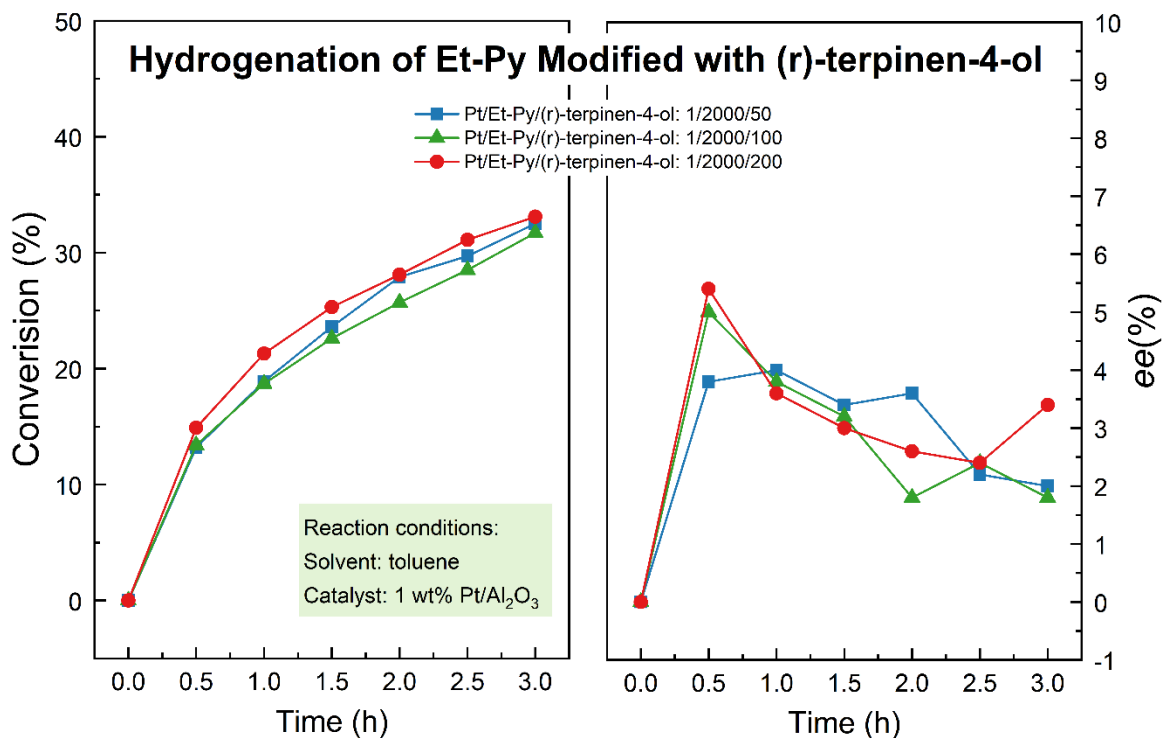 Hydrogenation of Et-Py Modified with (r)-terpinen-4-ol
Pt/Et-Py/(r)-terpinen-4-ol: 1/2000/50
Pt/Et-Py/(r)-terpinen-4-ol: 1/2000/100
Pt/Et-Py/(r)-terpinen-4-ol: 1/2000/200
50
40
30
20
10
0
Converision (%)
Reaction conditions:
Solvent: toluene
Catalyst: 1 wt% Pt/Al₂O₃
0.0 0.5 1.0 1.5 2.0 2.5 3.0
Time (h)
10
9
8
7
6
5
4
3
2
1
0
-1
ee(%)
0.0 0.5 1.0 1.5 2.0 2.5 3.0
Time (h)